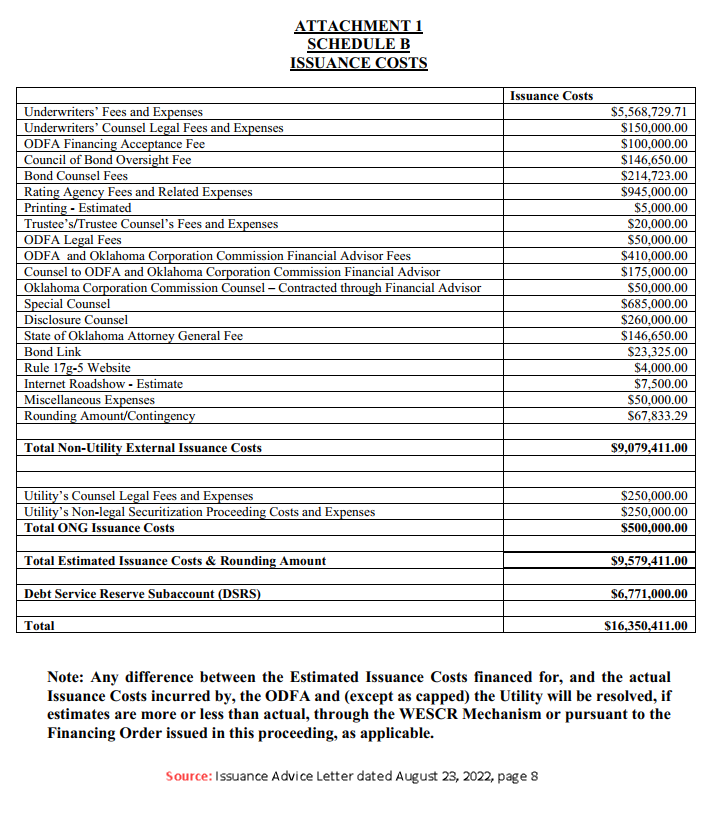 ATTACHMENT 1
SCHEDULE B
ISSUANCE COSTS
Issuance Costs
Underwriters' Fees and Expenses $5,568,729.71
Underwriters' Counsel Legal Fees and Expenses $150,000.00
ODFA Financing Acceptance Fee $100,000.00
Council of Bond Oversight Fee $146,650.00
Bond Counsel Fees $214,723.00
Rating Agency Fees and Related Expenses $945,000.00
Printing - Estimated $5,000.00
Trustee's/Trustee Counsel's Fees and Expenses $20,000.00
ODFA Legal Fees $50,000.00
ODFA and Oklahoma Corporation Commission Financial Advisor Fees $410,000.00
Counsel to ODFA and Oklahoma Corporation Commission Financial Advisor $175,000.00
Oklahoma Corporation Commission Counsel – Contracted through Financial Advisor $50,000.00
Special Counsel $685,000.00
Disclosure Counsel $260,000.00
State of Oklahoma Attorney General Fee $146,650.00
Bond Link $23,325.00
Rule 17g-5 Website $4,000.00
Internet Roadshow - Estimate $7,500.00
Miscellaneous Expenses $50,000.00
Rounding Amount/Contingency $67,833.29
Total Non-Utility External Issuance Costs $9,079,411.00
Utility's Counsel Legal Fees and Expenses $250,000.00
Utility's Non-legal Securitization Proceeding Costs and Expenses $250,000.00
Total ONG Issuance Costs $500,000.00
Total Estimated Issuance Costs & Rounding Amount $9,579,411.00
Debt Service Reserve Subaccount (DSRS) $6,771,000.00
Total $16,350,411.00
Note: Any difference between the Estimated Issuance Costs financed for, and the actual
Issuance Costs incurred by, the ODFA and (except as capped) the Utility will be resolved, if
estimates are more or less than actual, through the WESCR Mechanism or pursuant to the
Financing Order issued in this proceeding, as applicable.
Source: Issuance Advice Letter dated August 23, 2022, page 8